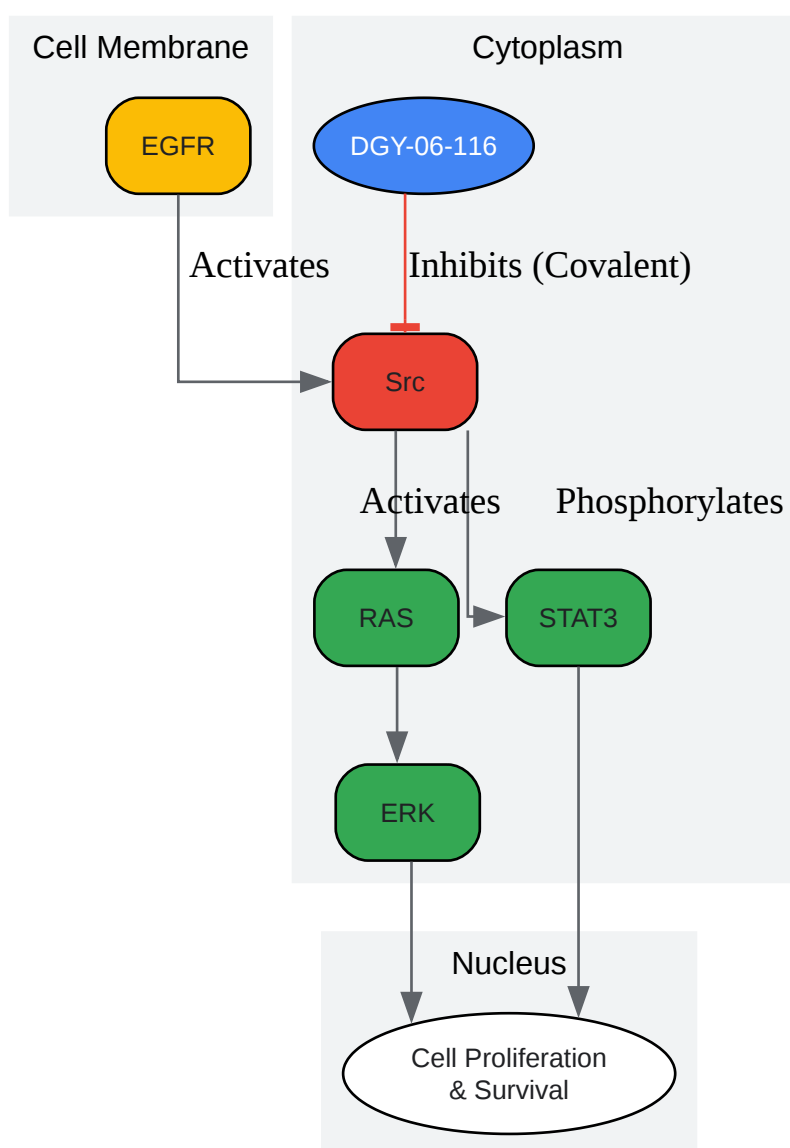 Cell Membrane
Cytoplasm
EGFR
DGY-06-116
Activates
Inhibits (Covalent)
Src
Activates
Phosphorylates
RAS
STAT3
ERK
Nucleus
Cell Proliferation
& Survival